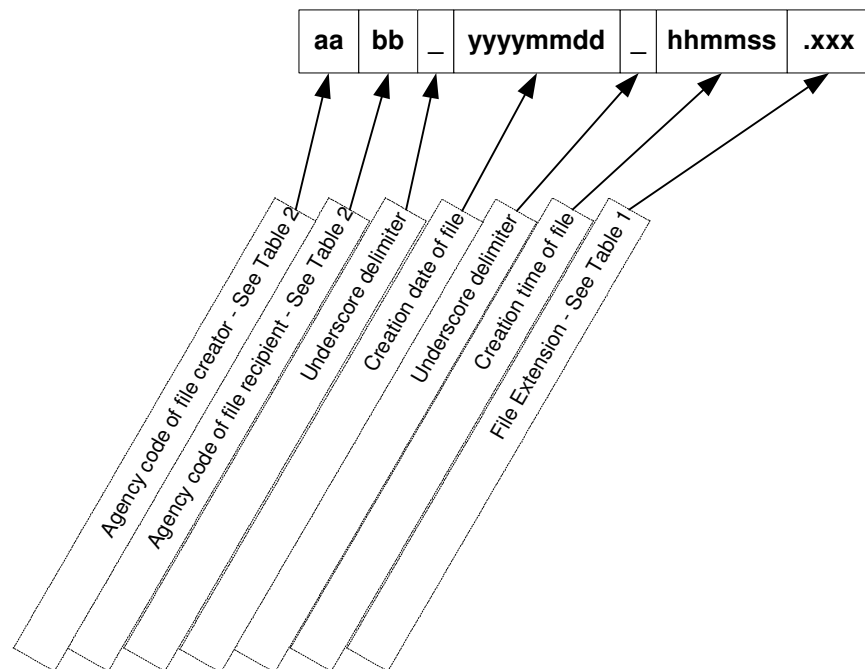 aa bb _ yyyymmdd _ hhmmss .xxx
Agency code of file creator - See Table 2
Agency code of file recipient - See Table 2
Underscore delimiter
Creation date of file
Underscore delimiter
Creation time of file
File Extension - See Table 1